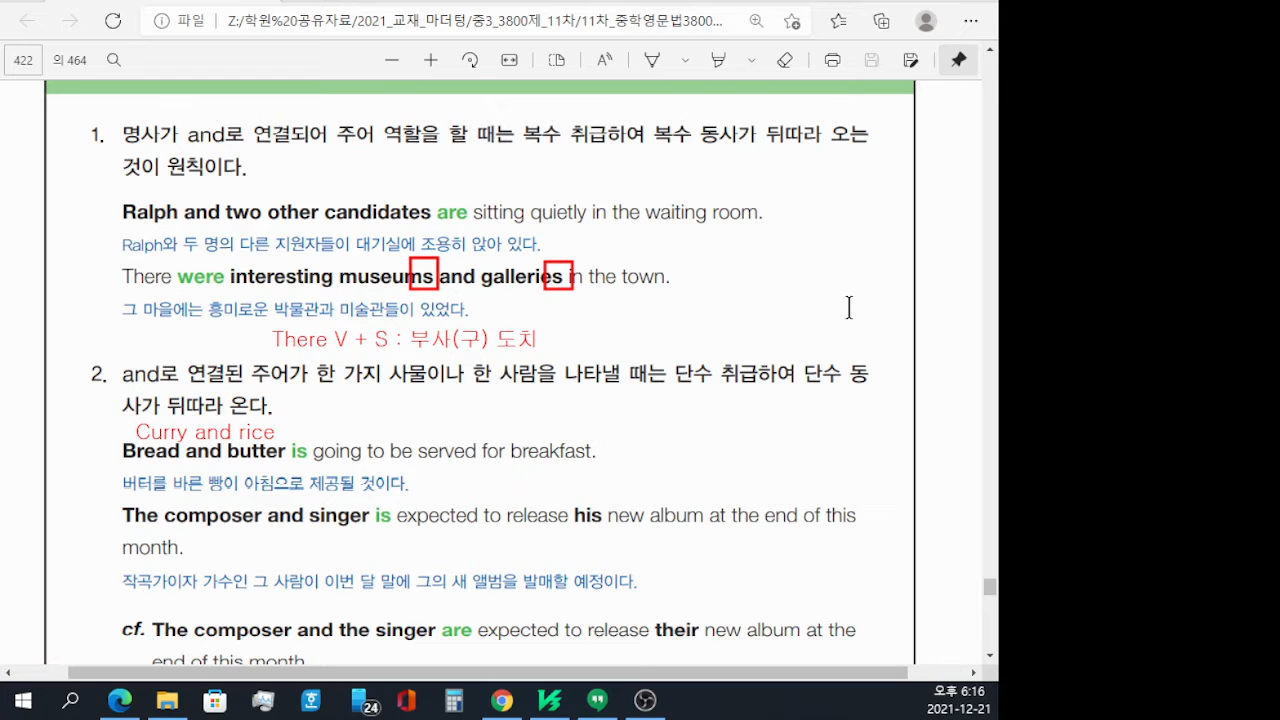 파일
Z:/학원%20공유자료/2021_교재_마더텅/중3_3800제_11차/11차_중학영문법3800...
422 의 464
1. 명사가 and로 연결되어 주어 역할을 할 때는 복수 취급하여 복수 동사가 뒤따라 오는
것이 원칙이다.
Ralph and two other candidates are sitting quietly in the waiting room.
Ralph와 두 명의 다른 지원자들이 대기실에 조용히 앉아 있다.
There were interesting museums and galleries in the town.
그 마을에는 흥미로운 박물관과 미술관들이 있었다.
There V + S : 부사(구) 도치
2. and로 연결된 주어가 한 가지 사물이나 한 사람을 나타낼 때는 단수 취급하여 단수 동
사가 뒤따라 온다.
Curry and rice
Bread and butter is going to be served for breakfast.
버터를 바른 빵이 아침으로 제공될 것이다.
The composer and singer is expected to release his new album at the end of this
month.
작곡가이자 가수인 그 사람이 이번 달 말에 그의 새 앨범을 발매할 예정이다.
cf. The composer and the singer are expected to release their new album at the
end of this month.
24
오후 6:16
2021-12-21